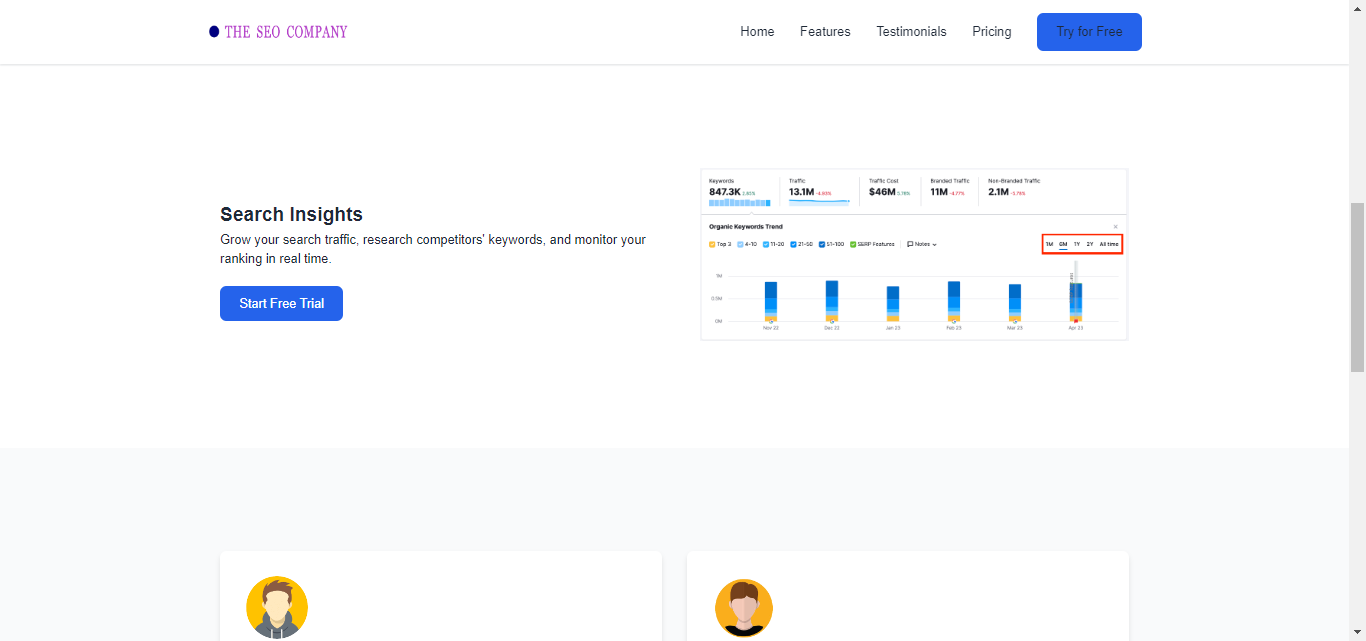 THE SEO COMPANY
Home
Features
Testimonials
Pricing
Try for Free
Search Insights
Grow your search traffic, research competitors' keywords, and monitor your
ranking in real time.
Start Free Trial
Keywords
Traffic
Traffic Cost
Branded Traffic
Non-Branded Traffic
847.3K 2.85%
13.1M -4.83%
$46M 5.78%
11M -4.77%
2.1M -5.78%
Organic Keywords Trend
Top 3
4-10
11-20
21-50
51-100
SERP Features
Notes
1M
6M
1Y
2Y
All time
1M
0.5M
0M
Nov 22
Dec 22
Jan 23
Feb 23
Mar 23
Apr 23